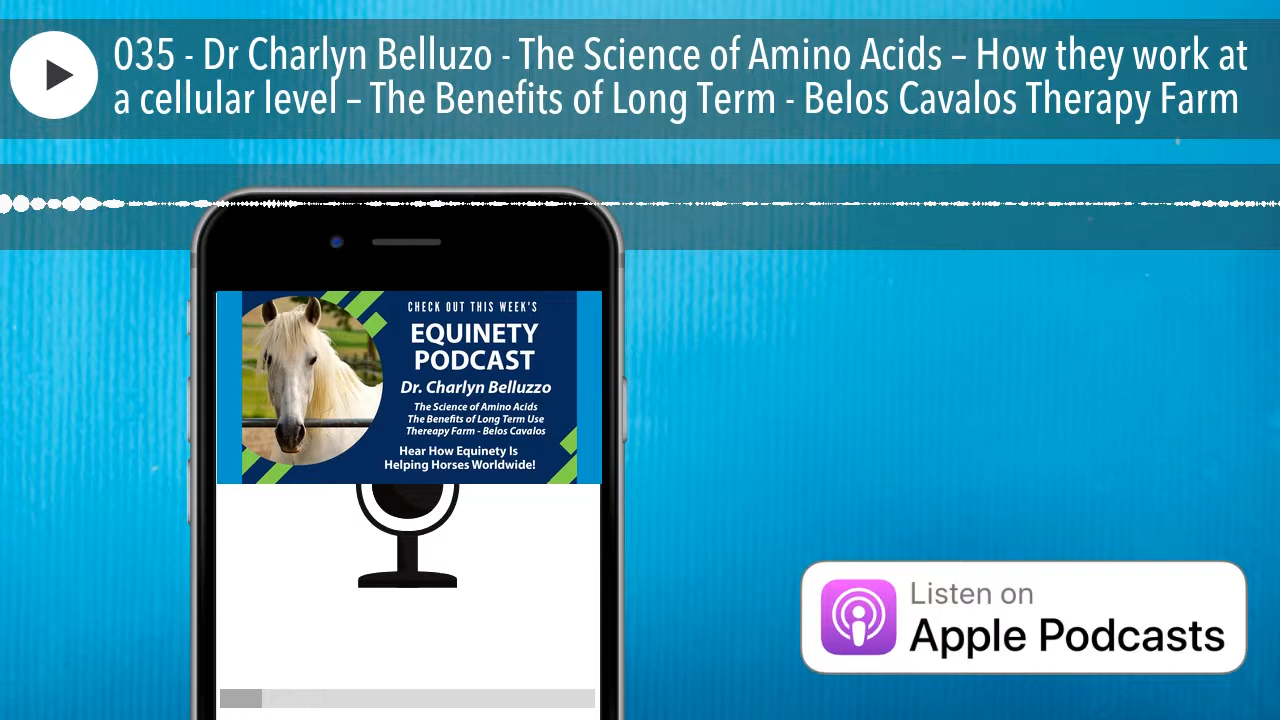 035 - Dr Charlyn Belluzo - The Science of Amino Acids – How they work at
a cellular level – The Benefits of Long Term - Belos Cavalos Therapy Farm
CHECK OUT THIS WEEK'S
EQUINETY
PODCAST
Dr. Charlyn Belluzzo
The Science of Amino Acids
The Benefits of Long Term Use
Thereapy Farm - Belos Cavalos
Hear How Equinety Is
Helping Horses Worldwide!
Listen on
Apple Podcasts